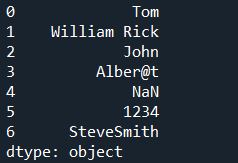 0             Tom
1    William Rick
2            John
3         Alber@t
4             NaN
5            1234
6      SteveSmith
dtype: object